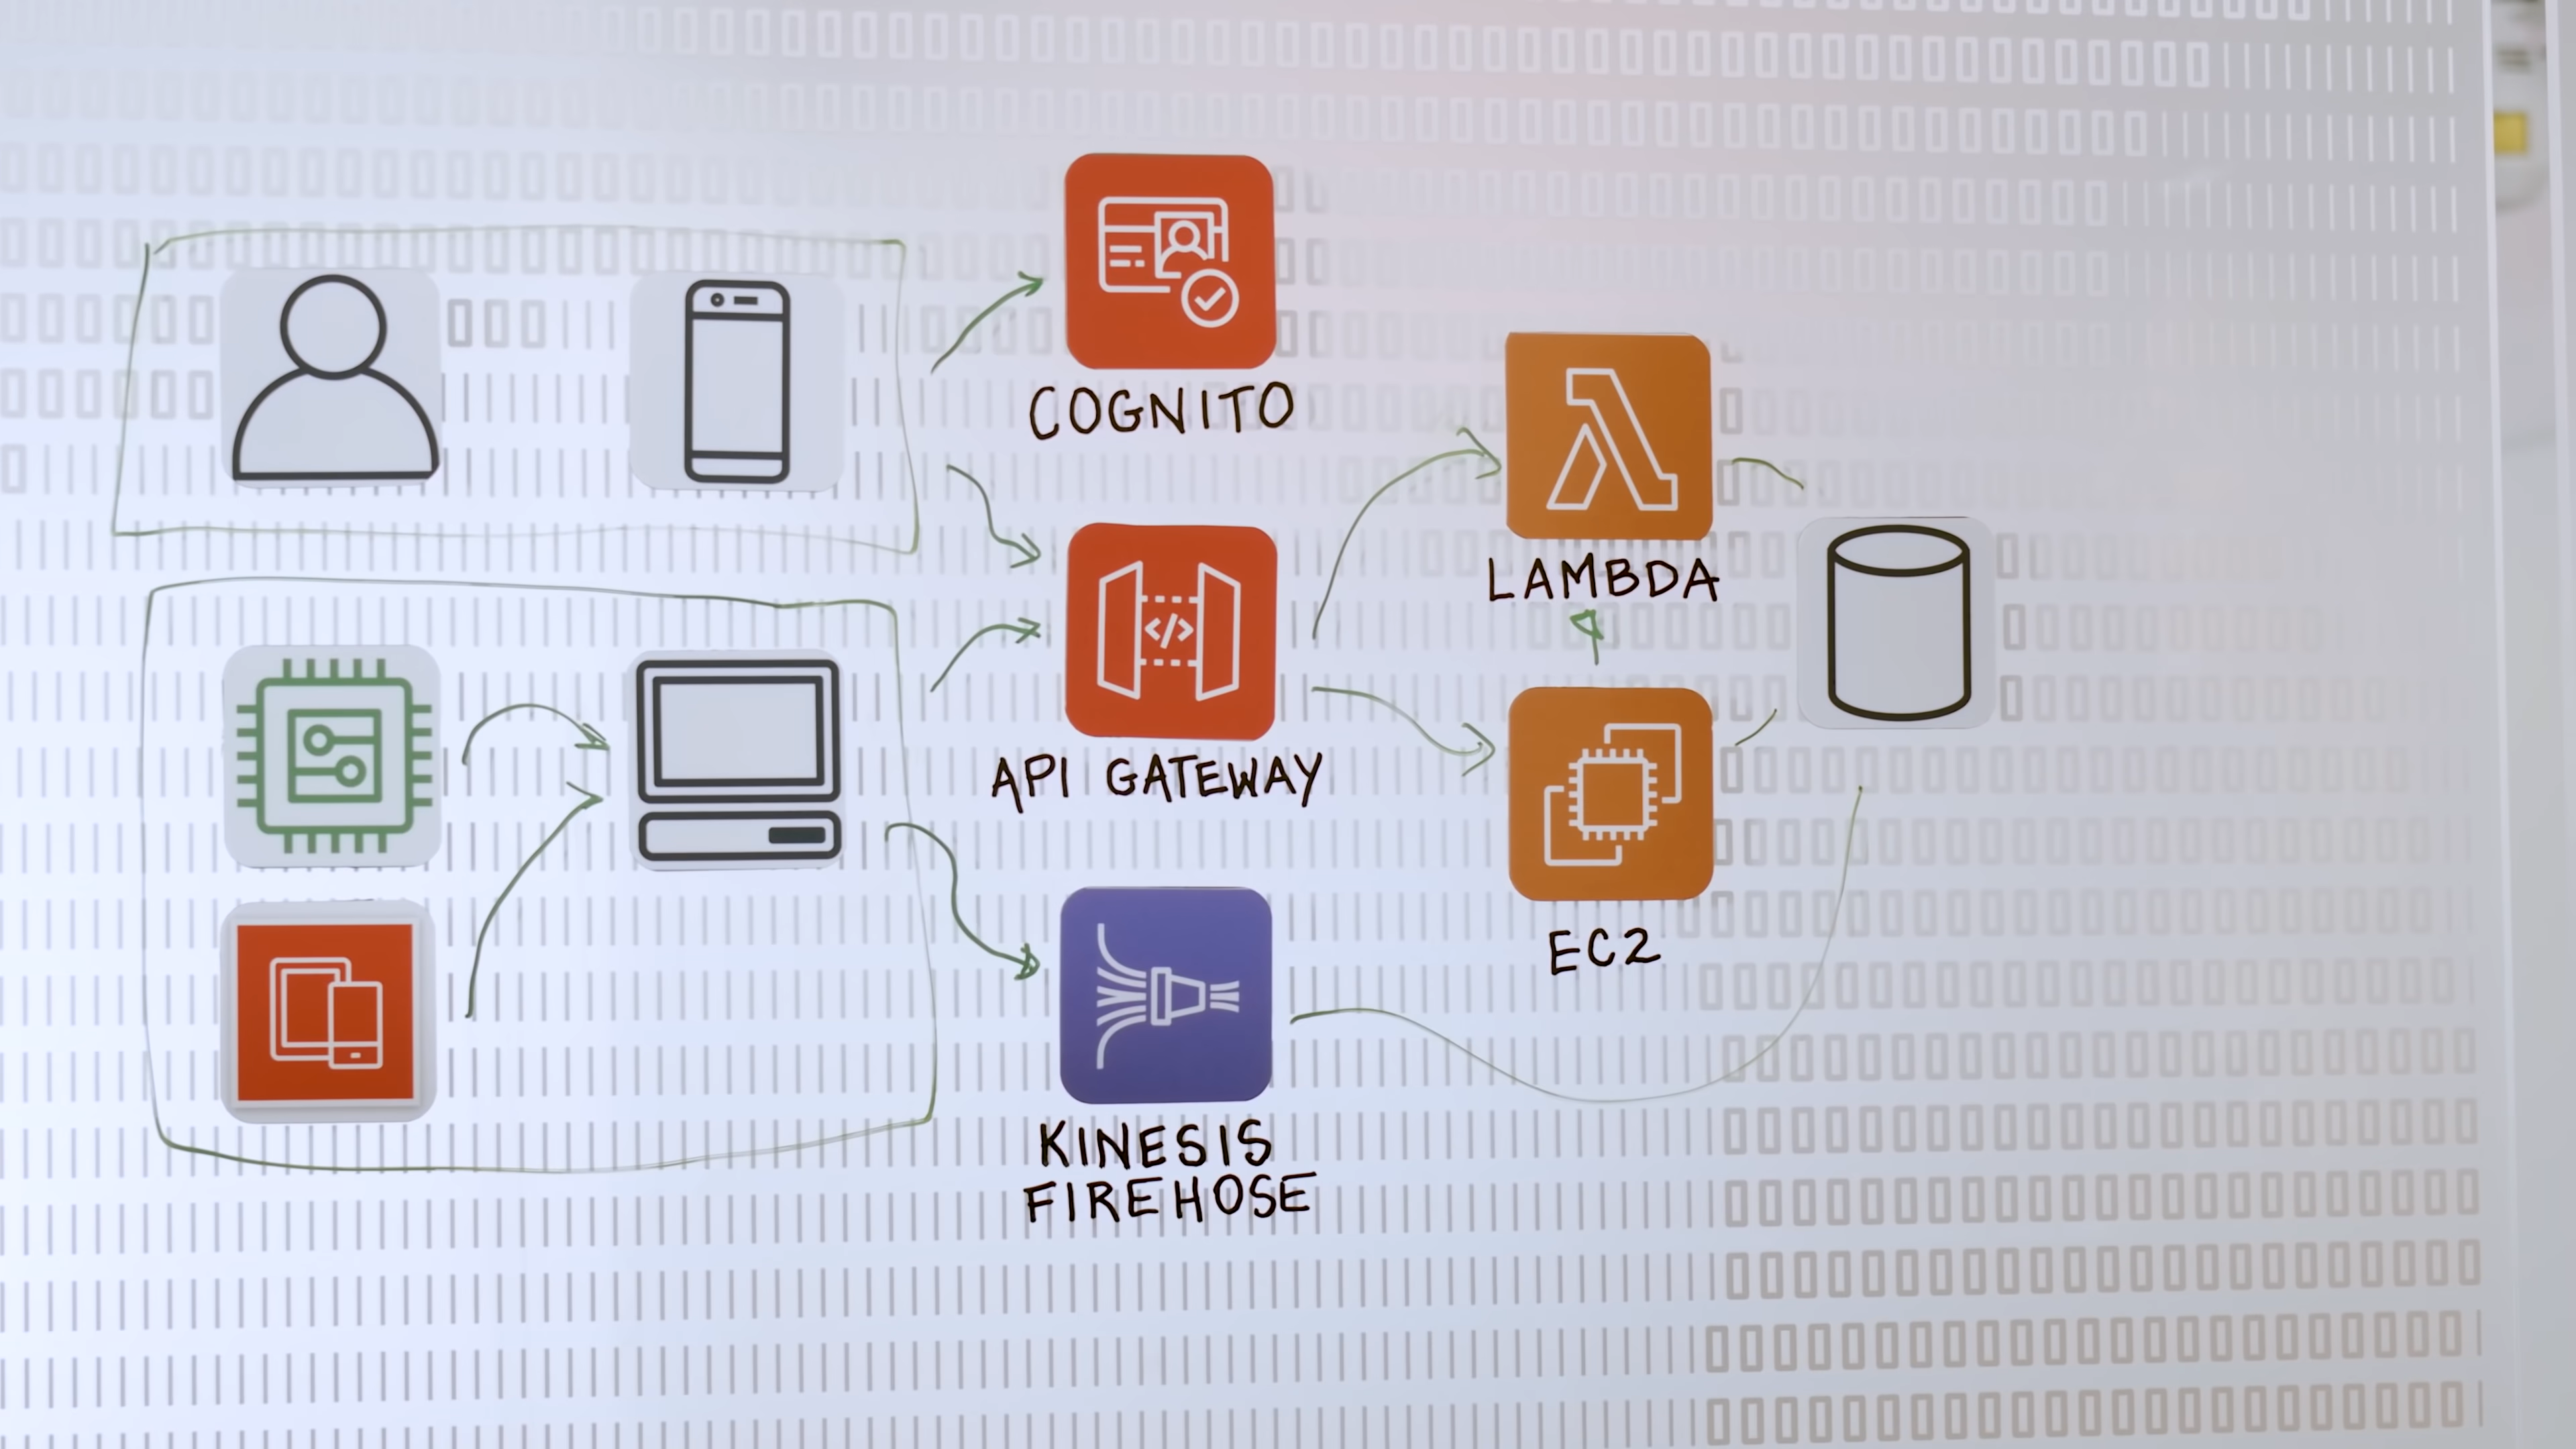 COGNITO
LAMBDA
API GATEWAY
EC2
KINESIS
FIREHOSE